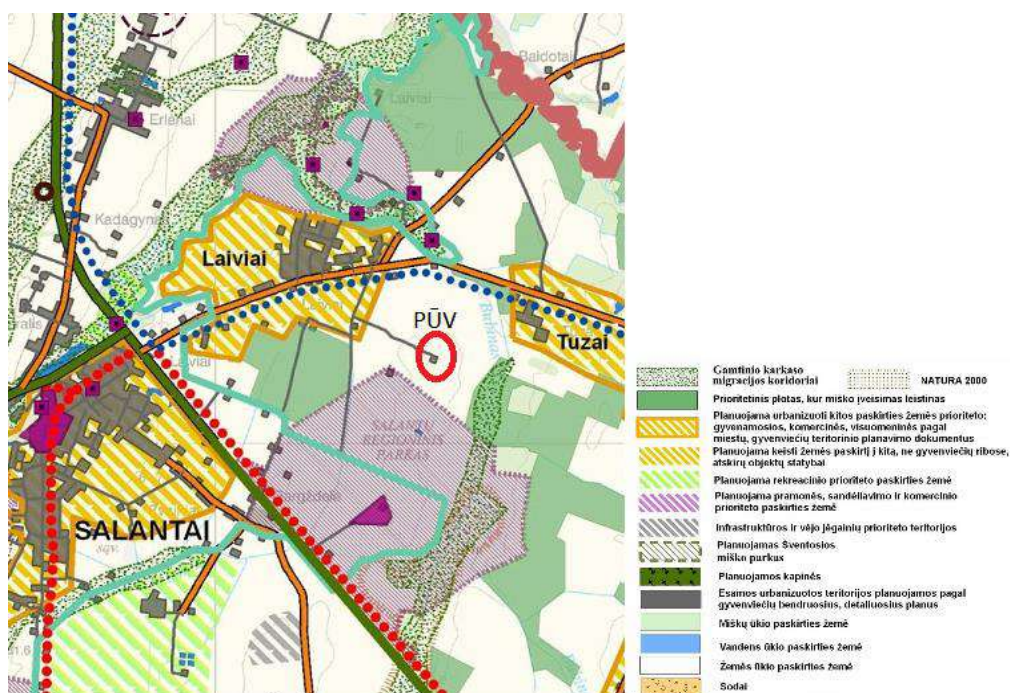 Baldotai
Laiviai
Erlėnai
Kadagynai
Laiviai
PŪV
Tuzai
Laiviai
SALANTŲ
REGIONINIS
PARKAS
SALANTAI
Gamtinio karkaso
migracijos koridoriai
NATURA 2000
Prioritetinis plotas, kur miško įveisimas leistinas
Planuojama urbanizuoti kitos paskirties žemės prioriteto:
gyvenamosios, komercinės, visuomeninės pagal
miestų, gyvenviečių teritorinio planavimo dokumentus
Planuojama keisti žemės paskirtį į kitą, ne gyvenviečių ribose,
atskirų objektų statybai
Planuojama rekreacinio prioriteto paskirties žemė
Planuojama pramonės, sandėliavimo ir komercinio
prioriteto paskirties žemė
Infrastruktūros ir vėjo jėgainių prioriteto teritorijos
Planuojamas Šventosios
miško parkas
Planuojamos kapinės
Esamos urbanizuotos teritorijos planuojamos pagal
gyvenviečių bendruosius, detaliuosius planus
Miškų ūkio paskirties žemė
Vandens ūkio paskirties žemė
Žemės ūkio paskirties žemė
Sodai